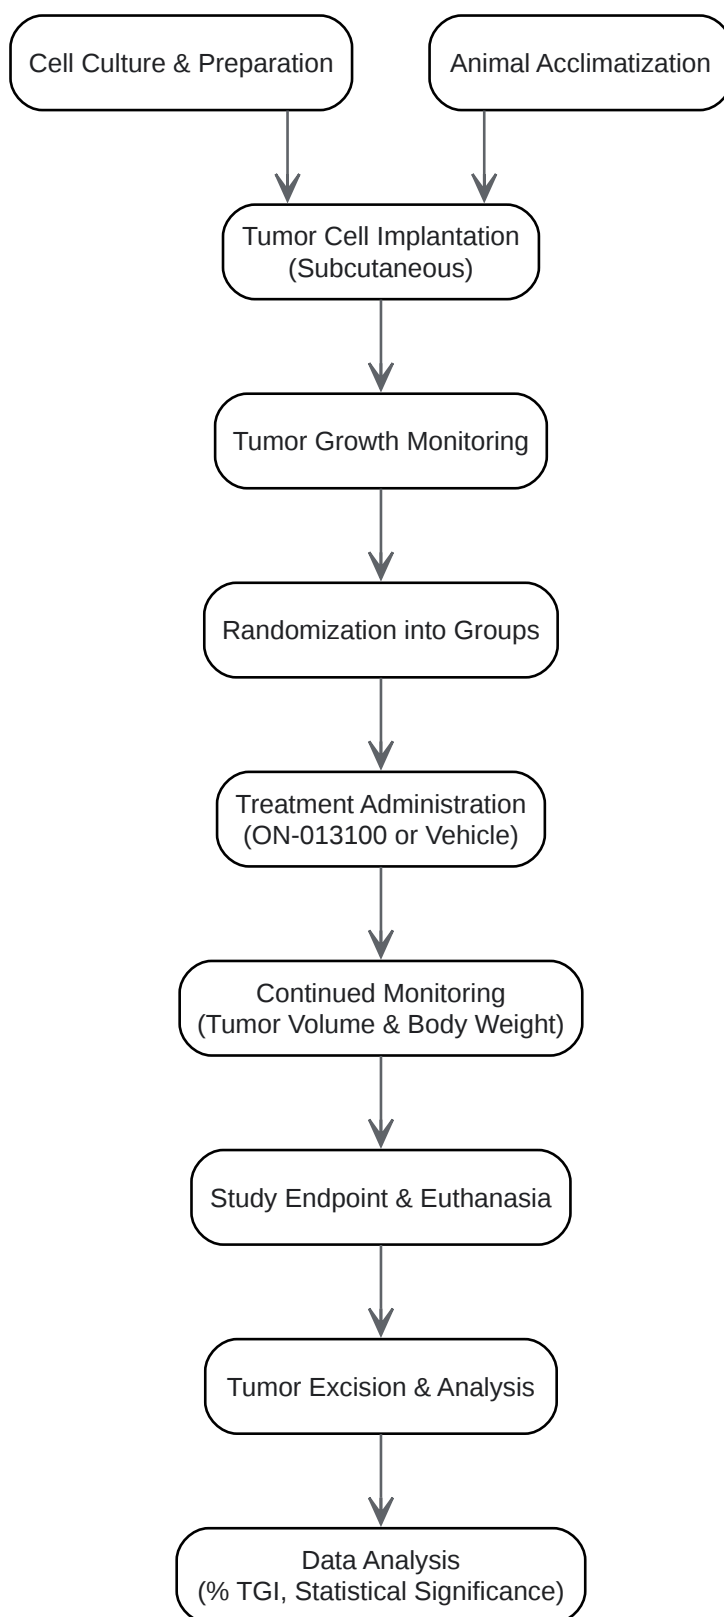 Cell Culture & Preparation
Animal Acclimatization
Tumor Cell Implantation
(Subcutaneous)
Tumor Growth Monitoring
Randomization into Groups
Treatment Administration
(ON-013100 or Vehicle)
Continued Monitoring
(Tumor Volume & Body Weight)
Study Endpoint & Euthanasia
Tumor Excision & Analysis
Data Analysis
(% TGI, Statistical Significance)